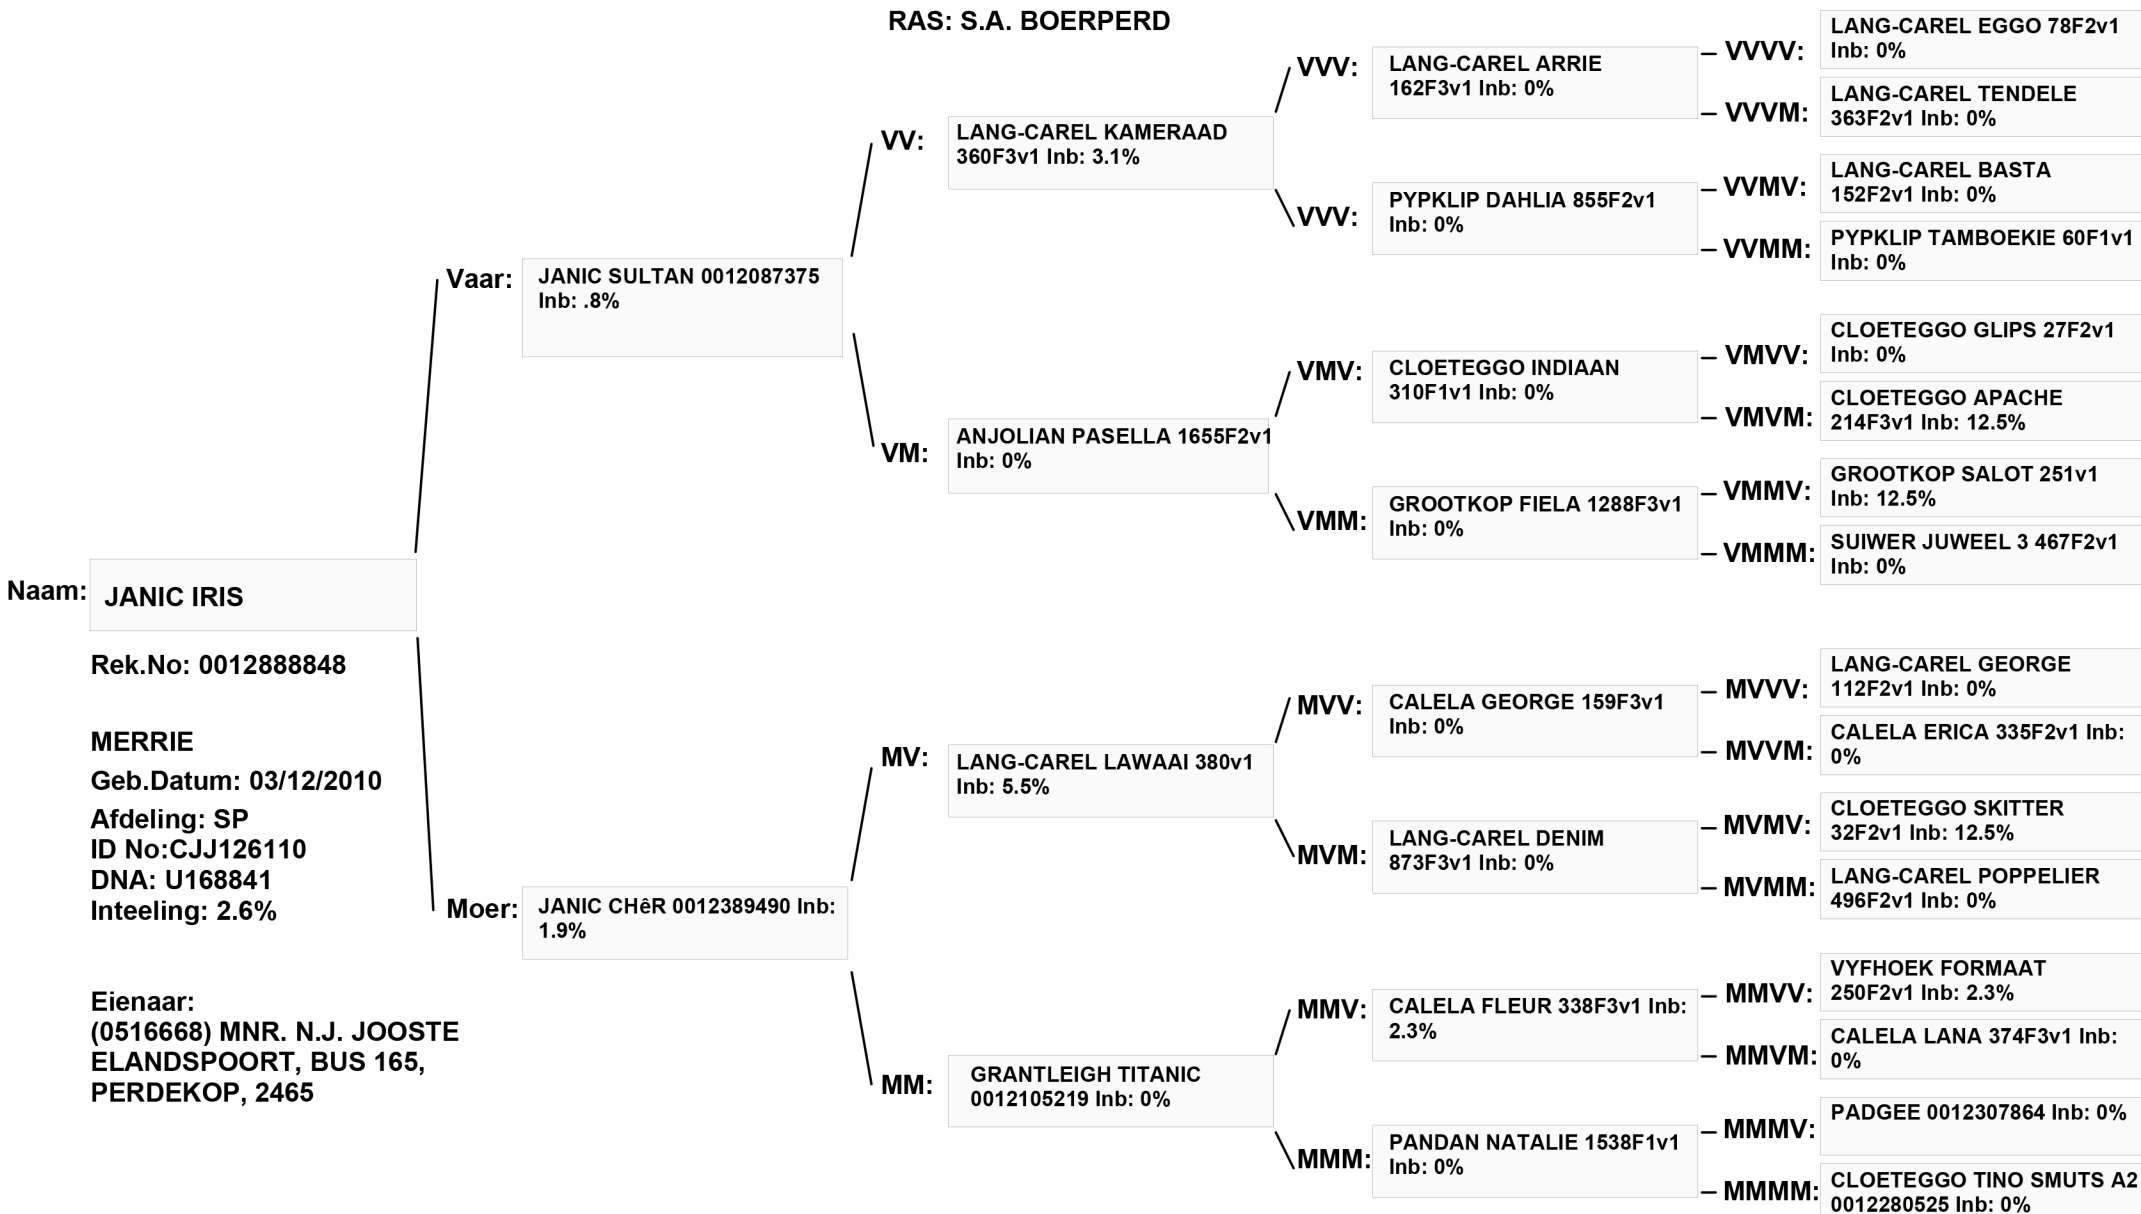 RAS: S.A. BOERPERD
Naam:
JANIC IRIS
Rek.No: 0012888848
MERRIE
Geb.Datum: 03/12/2010
Afdeling: SP
ID No:CJJ126110
DNA: U168841
Inteeling: 2.6%
Eienaar:
(0516668) MNR. N.J. JOOSTE
ELANDSPOORT, BUS 165,
PERDEKOP, 2465
Vaar:
JANIC SULTAN 0012087375
Inb: .8%
Moer:
JANIC CHêR 0012389490 Inb:
1.9%
VV:
LANG-CAREL KAMERAAD
360F3v1 Inb: 3.1%
VM:
ANJOLIAN PASELLA 1655F2v1
Inb: 0%
MV:
LANG-CAREL LAWAAI 380v1
Inb: 5.5%
MM:
GRANTLEIGH TITANIC
0012105219 Inb: 0%
VVV:
LANG-CAREL ARRIE
162F3v1 Inb: 0%
VVV:
PYPKLIP DAHLIA 855F2v1
Inb: 0%
VMV:
CLOETEGGO INDIAAN
310F1v1 Inb: 0%
VMM:
GROOTKOP FIELA 1288F3v1
Inb: 0%
MVV:
CALELA GEORGE 159F3v1
Inb: 0%
MVM:
LANG-CAREL DENIM
873F3v1 Inb: 0%
MMV:
CALELA FLEUR 338F3v1 Inb:
2.3%
MMM:
PANDAN NATALIE 1538F1v1
Inb: 0%
VVVV:
LANG-CAREL EGGO 78F2v1
Inb: 0%
VVVM:
LANG-CAREL TENDELE
363F2v1 Inb: 0%
VVMV:
LANG-CAREL BASTA
152F2v1 Inb: 0%
VVMM:
PYPKLIP TAMBOEKIE 60F1v1
Inb: 0%
VMVV:
CLOETEGGO GLIPS 27F2v1
Inb: 0%
VMVM:
CLOETEGGO APACHE
214F3v1 Inb: 12.5%
VMMV:
GROOTKOP SALOT 251v1
Inb: 12.5%
VMMM:
SUIWER JUWEEL 3 467F2v1
Inb: 0%
MVVV:
LANG-CAREL GEORGE
112F2v1 Inb: 0%
MVVM:
CALELA ERICA 335F2v1 Inb:
0%
MVMV:
CLOETEGGO SKITTER
32F2v1 Inb: 12.5%
MVMM:
LANG-CAREL POPPELIER
496F2v1 Inb: 0%
MMVV:
VYFHOEK FORMAAT
250F2v1 Inb: 2.3%
MMVM:
CALELA LANA 374F3v1 Inb:
0%
MMMV:
PADGEE 0012307864 Inb: 0%
MMMM:
CLOETEGGO TINO SMUTS A2
0012280525 Inb: 0%